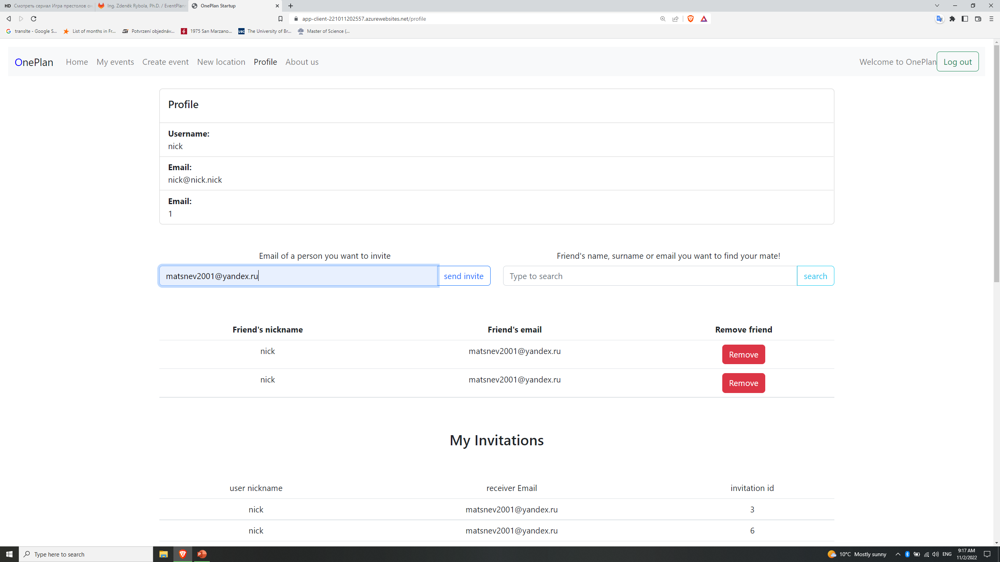 HD Смотреть сериал Игра престолов он
Ing. Zdeněk Rybola, Ph.D. / EventPlan
OnePlan Startup
app-client-221011202557.azurewebsites.net/profile
translte - Google S...
List of months in Fr...
Potvrzení objednáv...
1975 San Marzano...
UBC The University of Br...
Master of Science (...
OnePlan Home My events Create event New location Profile About us Welcome to OnePlan Log out
Profile
Username:
nick
Email:
nick@nick.nick
Email:
1
Email of a person you want to invite
matsnev2001@yandex.ru send invite
Friend's name, surname or email you want to find your mate!
Type to search search
Friend's nickname Friend's email Remove friend
nick matsnev2001@yandex.ru Remove
nick matsnev2001@yandex.ru Remove
My Invitations
user nickname receiver Email invitation id
nick matsnev2001@yandex.ru 3
nick matsnev2001@yandex.ru 6
Type here to search
10°C Mostly sunny
ENG
9:17 AM
11/2/2022